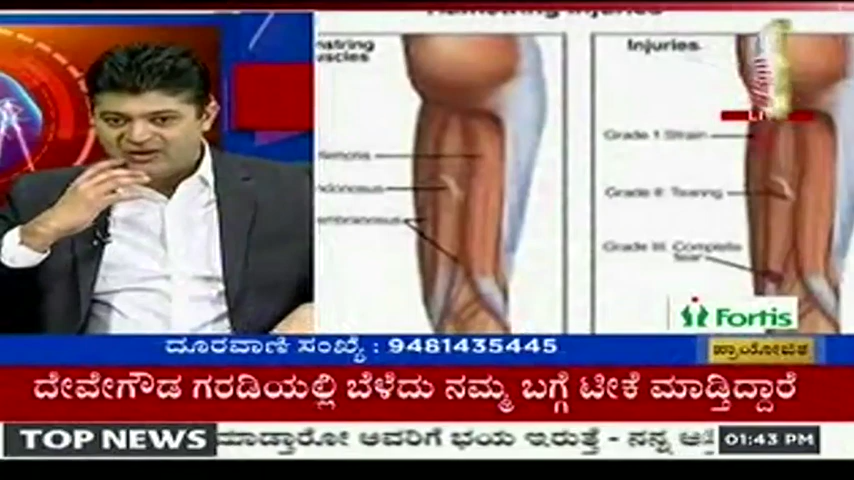 Hamstring Injuries
Injuries
Grade I: Strain
Grade II: Tearing
Grade III: Complete
tear
Fortis
ದೂರವಾಣಿ ಸಂಖ್ಯೆ : 9481435445
ಪ್ರಾಯೋಜಿತ
ದೇವೇಗೌಡ ಗರಡಿಯಲ್ಲಿ ಬೆಳೆದು ನಮ್ಮ ಬಗ್ಗೆ ಟೀಕೆ ಮಾಡ್ತಿದ್ದಾರೆ
TOP NEWS ಮಾಡ್ತಾರೋ ಅವರಿಗೆ ಭಯ ಇರುತ್ತೆ - ನನ್ನ 01:43 PM